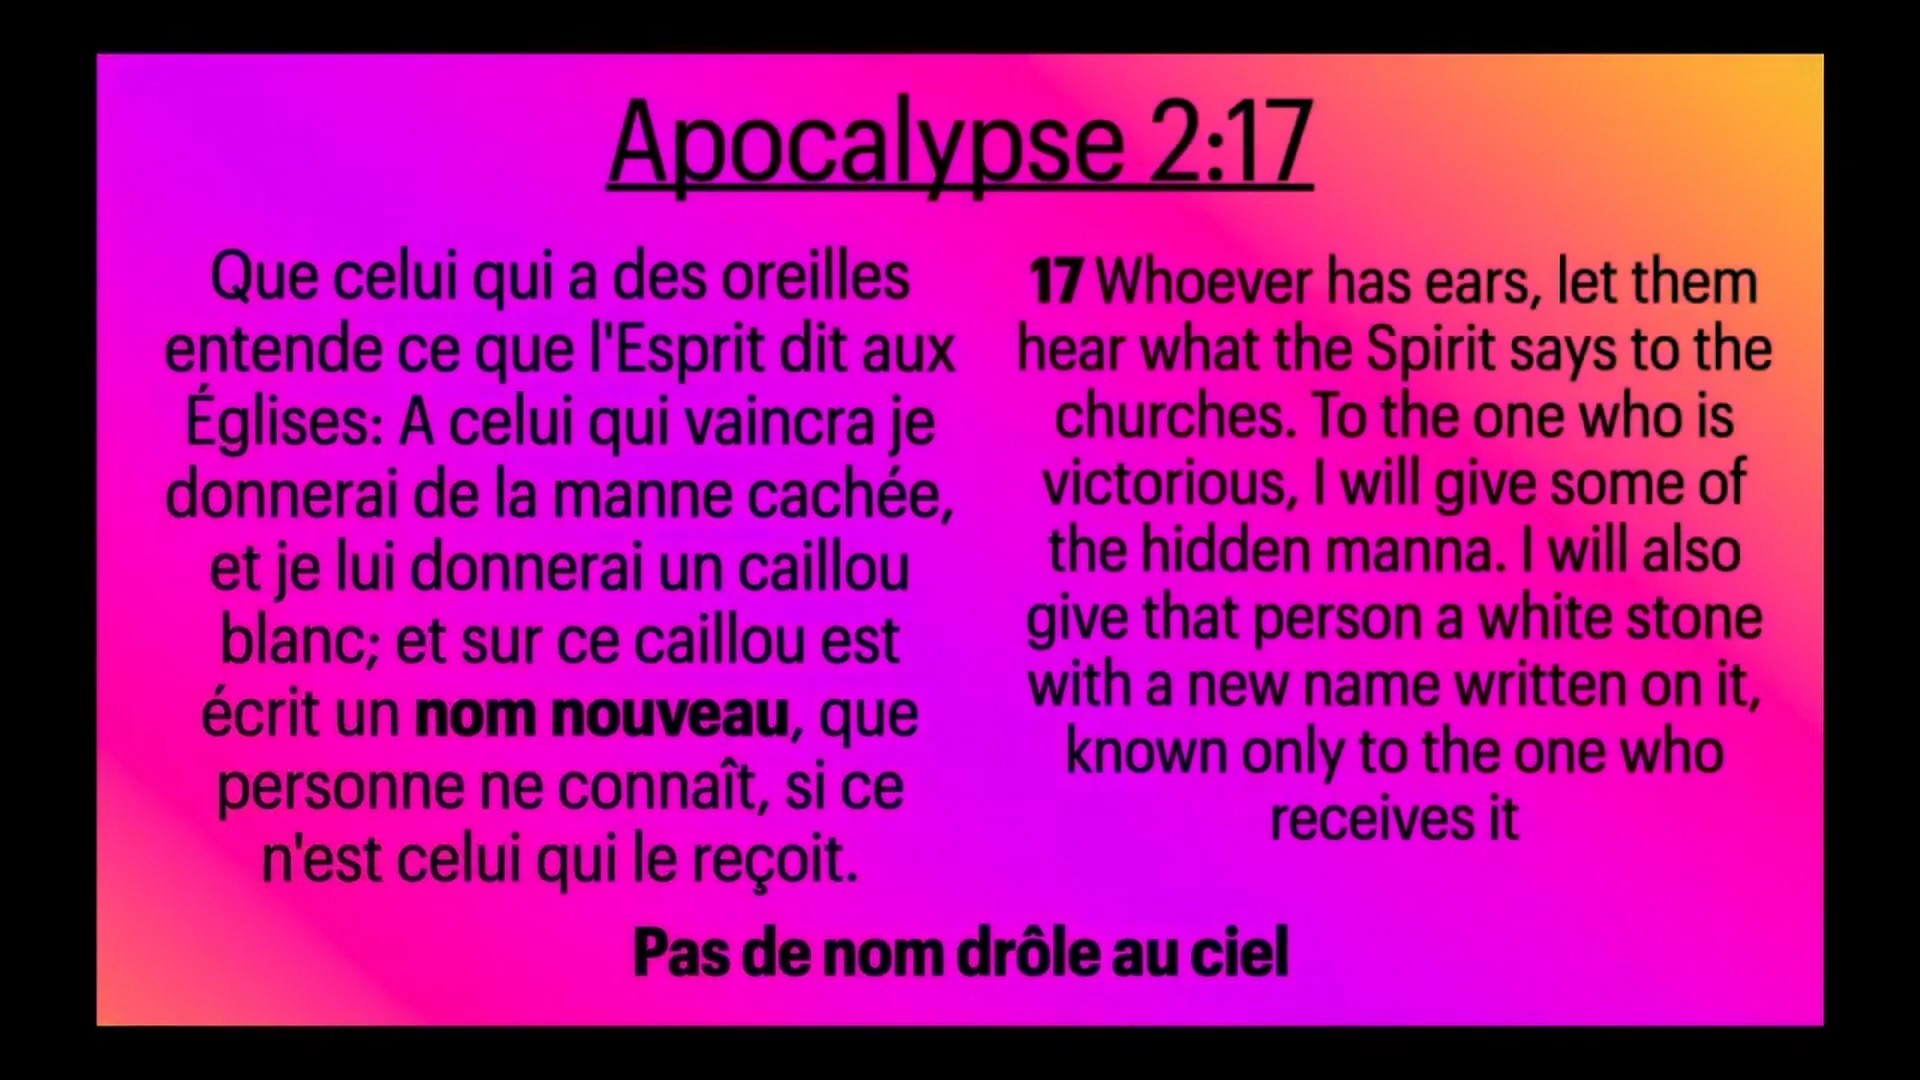 Apocalypse 2:17
Que celui qui a des oreilles
entende ce que l'Esprit dit aux
Églises: A celui qui vaincra je
donnerai de la manne cachée,
et je lui donnerai un caillou
blanc; et sur ce caillou est
écrit un nom nouveau, que
personne ne connaît, si ce
n'est celui qui le reçoit.
17 Whoever has ears, let them
hear what the Spirit says to the
churches. To the one who is
victorious, I will give some of
the hidden manna. I will also
give that person a white stone
with a new name written on it,
known only to the one who
receives it
Pas de nom drôle au ciel